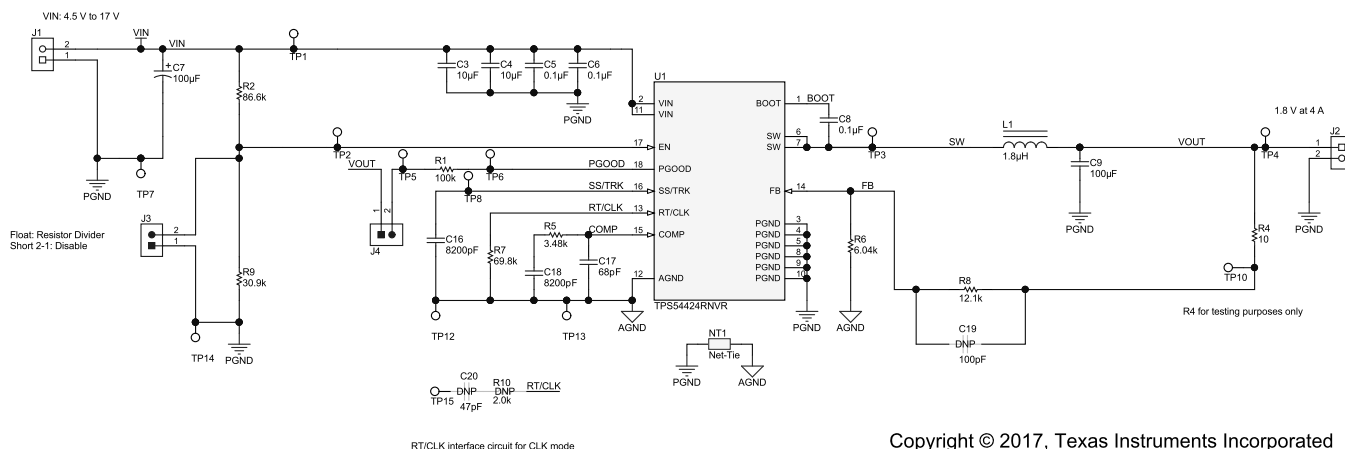 VIN: 4.5 V to 17 V
J1
2
1
VIN
VIN
C7
100µF
+
R2
86.6k
TP1
C3
10µF
C4
10µF
C5
0.1µF
C6
0.1µF
PGND
PGND
TP7
TP2
VOUT
TP5
R1
100k
TP6
PGOOD
TP8
SS/TRK
RT/CLK
R5
3.48k
COMP
J3
2
1
Float: Resistor Divider
Short 2-1: Disable
J4
1
2
C16
8200pF
R7
69.8k
C18
8200pF
C17
68pF
R9
30.9k
TP14
PGND
TP12
TP13
AGND
U1
2
VIN
11
VIN
17
EN
18
PGOOD
16
SS/TRK
13
RT/CLK
15
COMP
12
AGND
BOOT
1
BOOT
SW
6
SW
7
FB
14
FB
PGND
3
PGND
4
PGND
5
PGND
8
PGND
9
PGND
10
TPS54424RNVR
C8
0.1µF
TP3
SW
L1
1.8µH
VOUT
C9
100µF
PGND
TP4
1.8 V at 4 A
J2
1
2
PGND
R4
10
TP10
R6
6.04k
R8
12.1k
C19
DNP
100pF
PGND
AGND
R4 for testing purposes only
NT1
Net-Tie
PGND
AGND
TP15
C20
DNP
47pF
R10
DNP
2.0k
RT/CLK
RT/CLK interface circuit for CLK mode
Copyright © 2017, Texas Instruments Incorporated